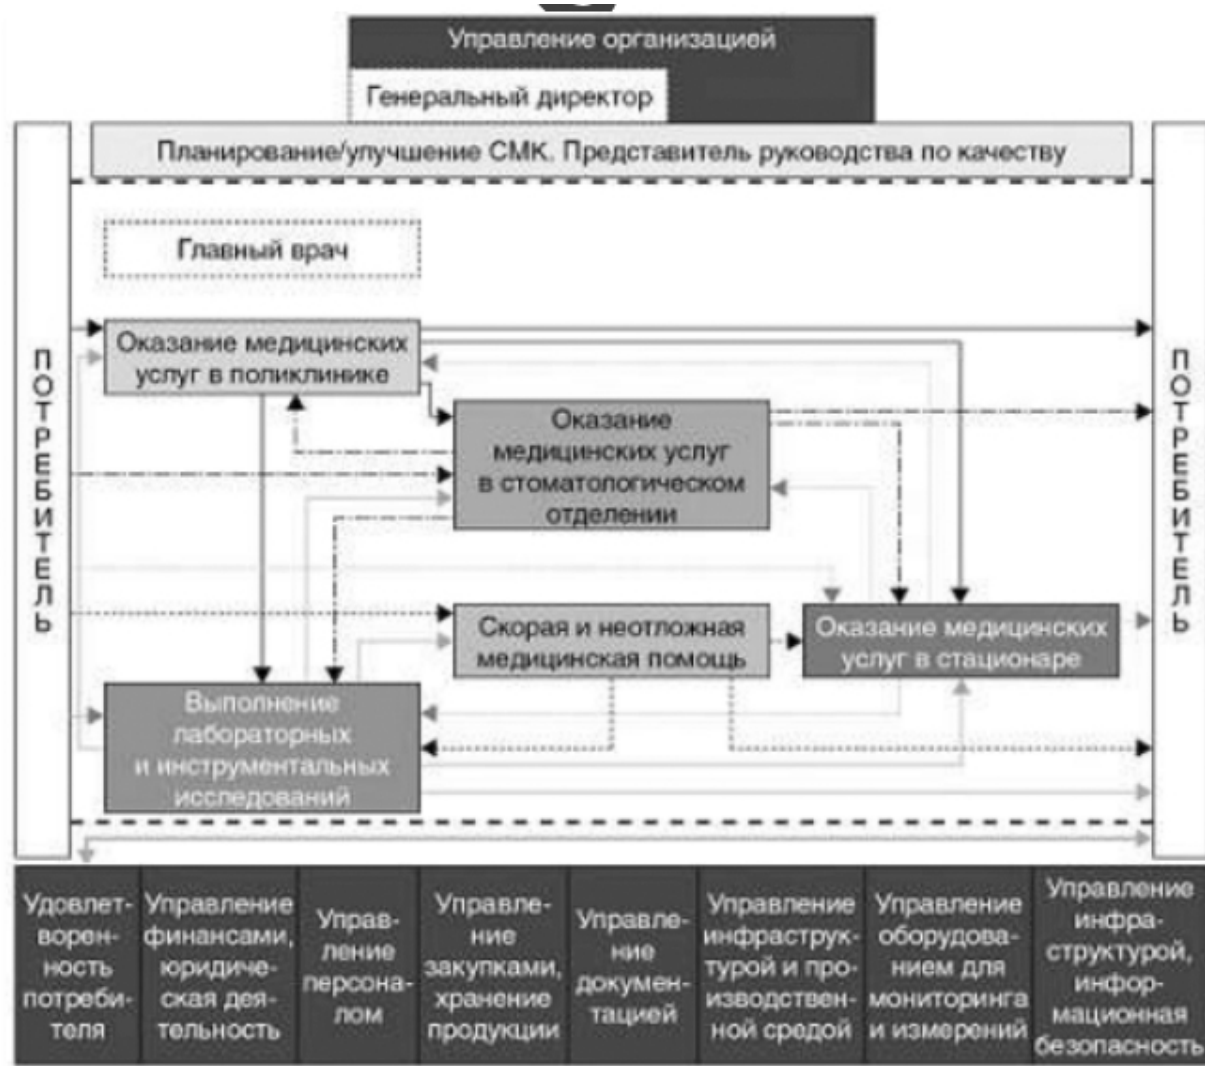 Управление организацией
Генеральный директор
Планирование/улучшение СМК. Представитель руководства по качеству
ПОТРЕБИТЕЛЬ
Главный врач
Оказание медицинских
услуг в поликлинике
Оказание
медицинских услуг
в стоматологическом
отделении
Скорая и неотложная
медицинская помощь
Оказание медицинских
услуг в стационаре
Выполнение
лабораторных
и инструментальных
исследований
ПОТРЕБИТЕЛЬ
Удовлет-
ворен-
ность
потреби-
теля
Управление
финансами,
юридиче-
ская дея-
тельность
Управ-
ление
персона-
лом
Управле-
ние
закупками,
хранение
продукции
Управле-
ние
докумен-
тацией
Управление
инфраструк-
турой и про-
изводствен-
ной средой
Управление
оборудова-
нием для
мониторинга
и измерений
Управление
инфра-
структурой,
инфор-
мационная
безопасность